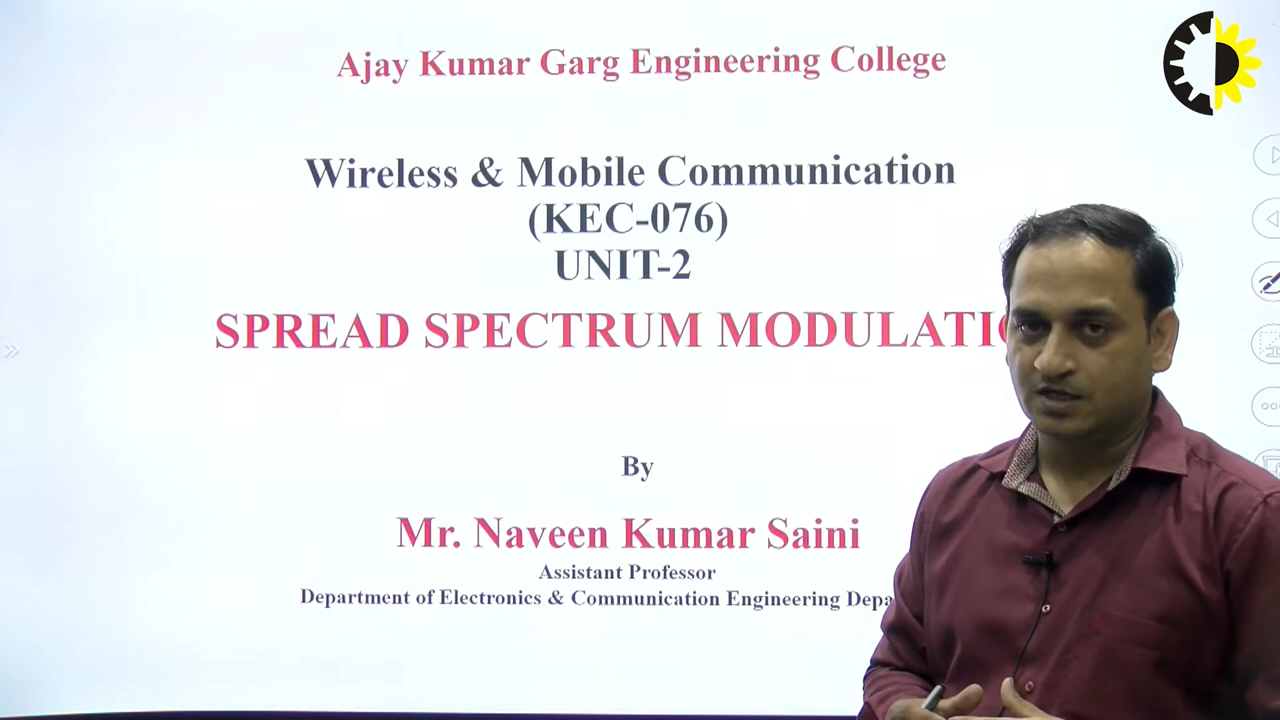 Ajay Kumar Garg Engineering College
Wireless & Mobile Communication
(KEC-076)
UNIT-2
SPREAD SPECTRUM MODULATIO
By
Mr. Naveen Kumar Saini
Assistant Professor
Department of Electronics & Communication Engineering Depa